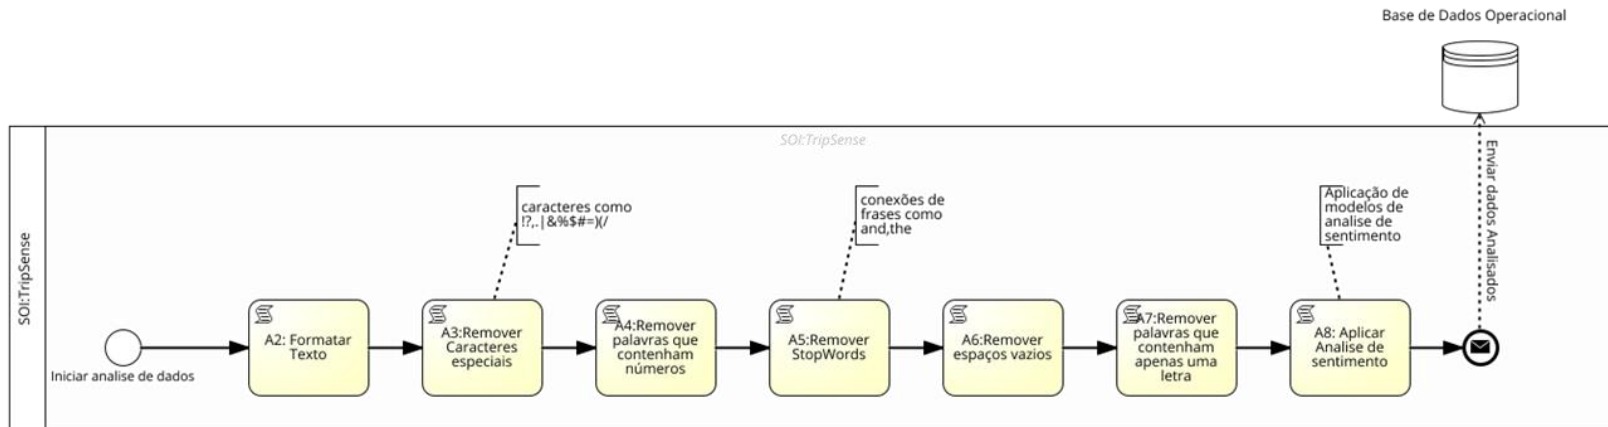 Base de Dados Operacional
SOI:TripSense
SOI:TripSense
Enviar dados Analisados
caracteres como
!?,.|&%$#=)(/
conexões de
frases como
and,the
Aplicação de
modelos de
analise de
sentimento
Iniciar analise de dados
A2: Formatar
Texto
A3:Remover
Caracteres
especiais
A4:Remover
palavras que
contenham
números
A5:Remover
StopWords
A6:Remover
espaços vazios
A7:Remover
palavras que
contenham
apenas uma
letra
A8: Aplicar
Analise de
sentimento